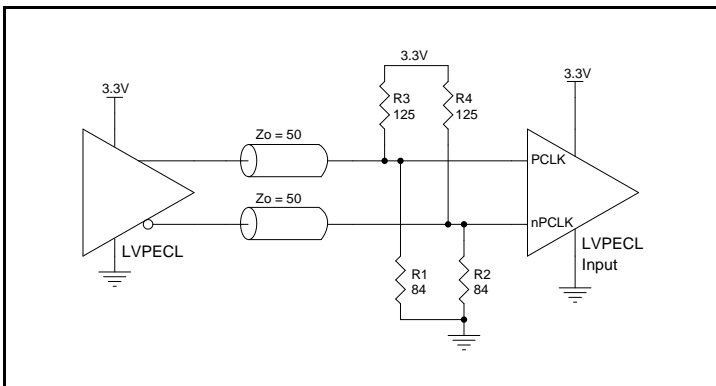 3.3V
3.3V
3.3V
R3
125
R4
125
Zo = 50
PCLK
Zo = 50
nPCLK
LVPECL
LVPECL
Input
R1
84
R2
84